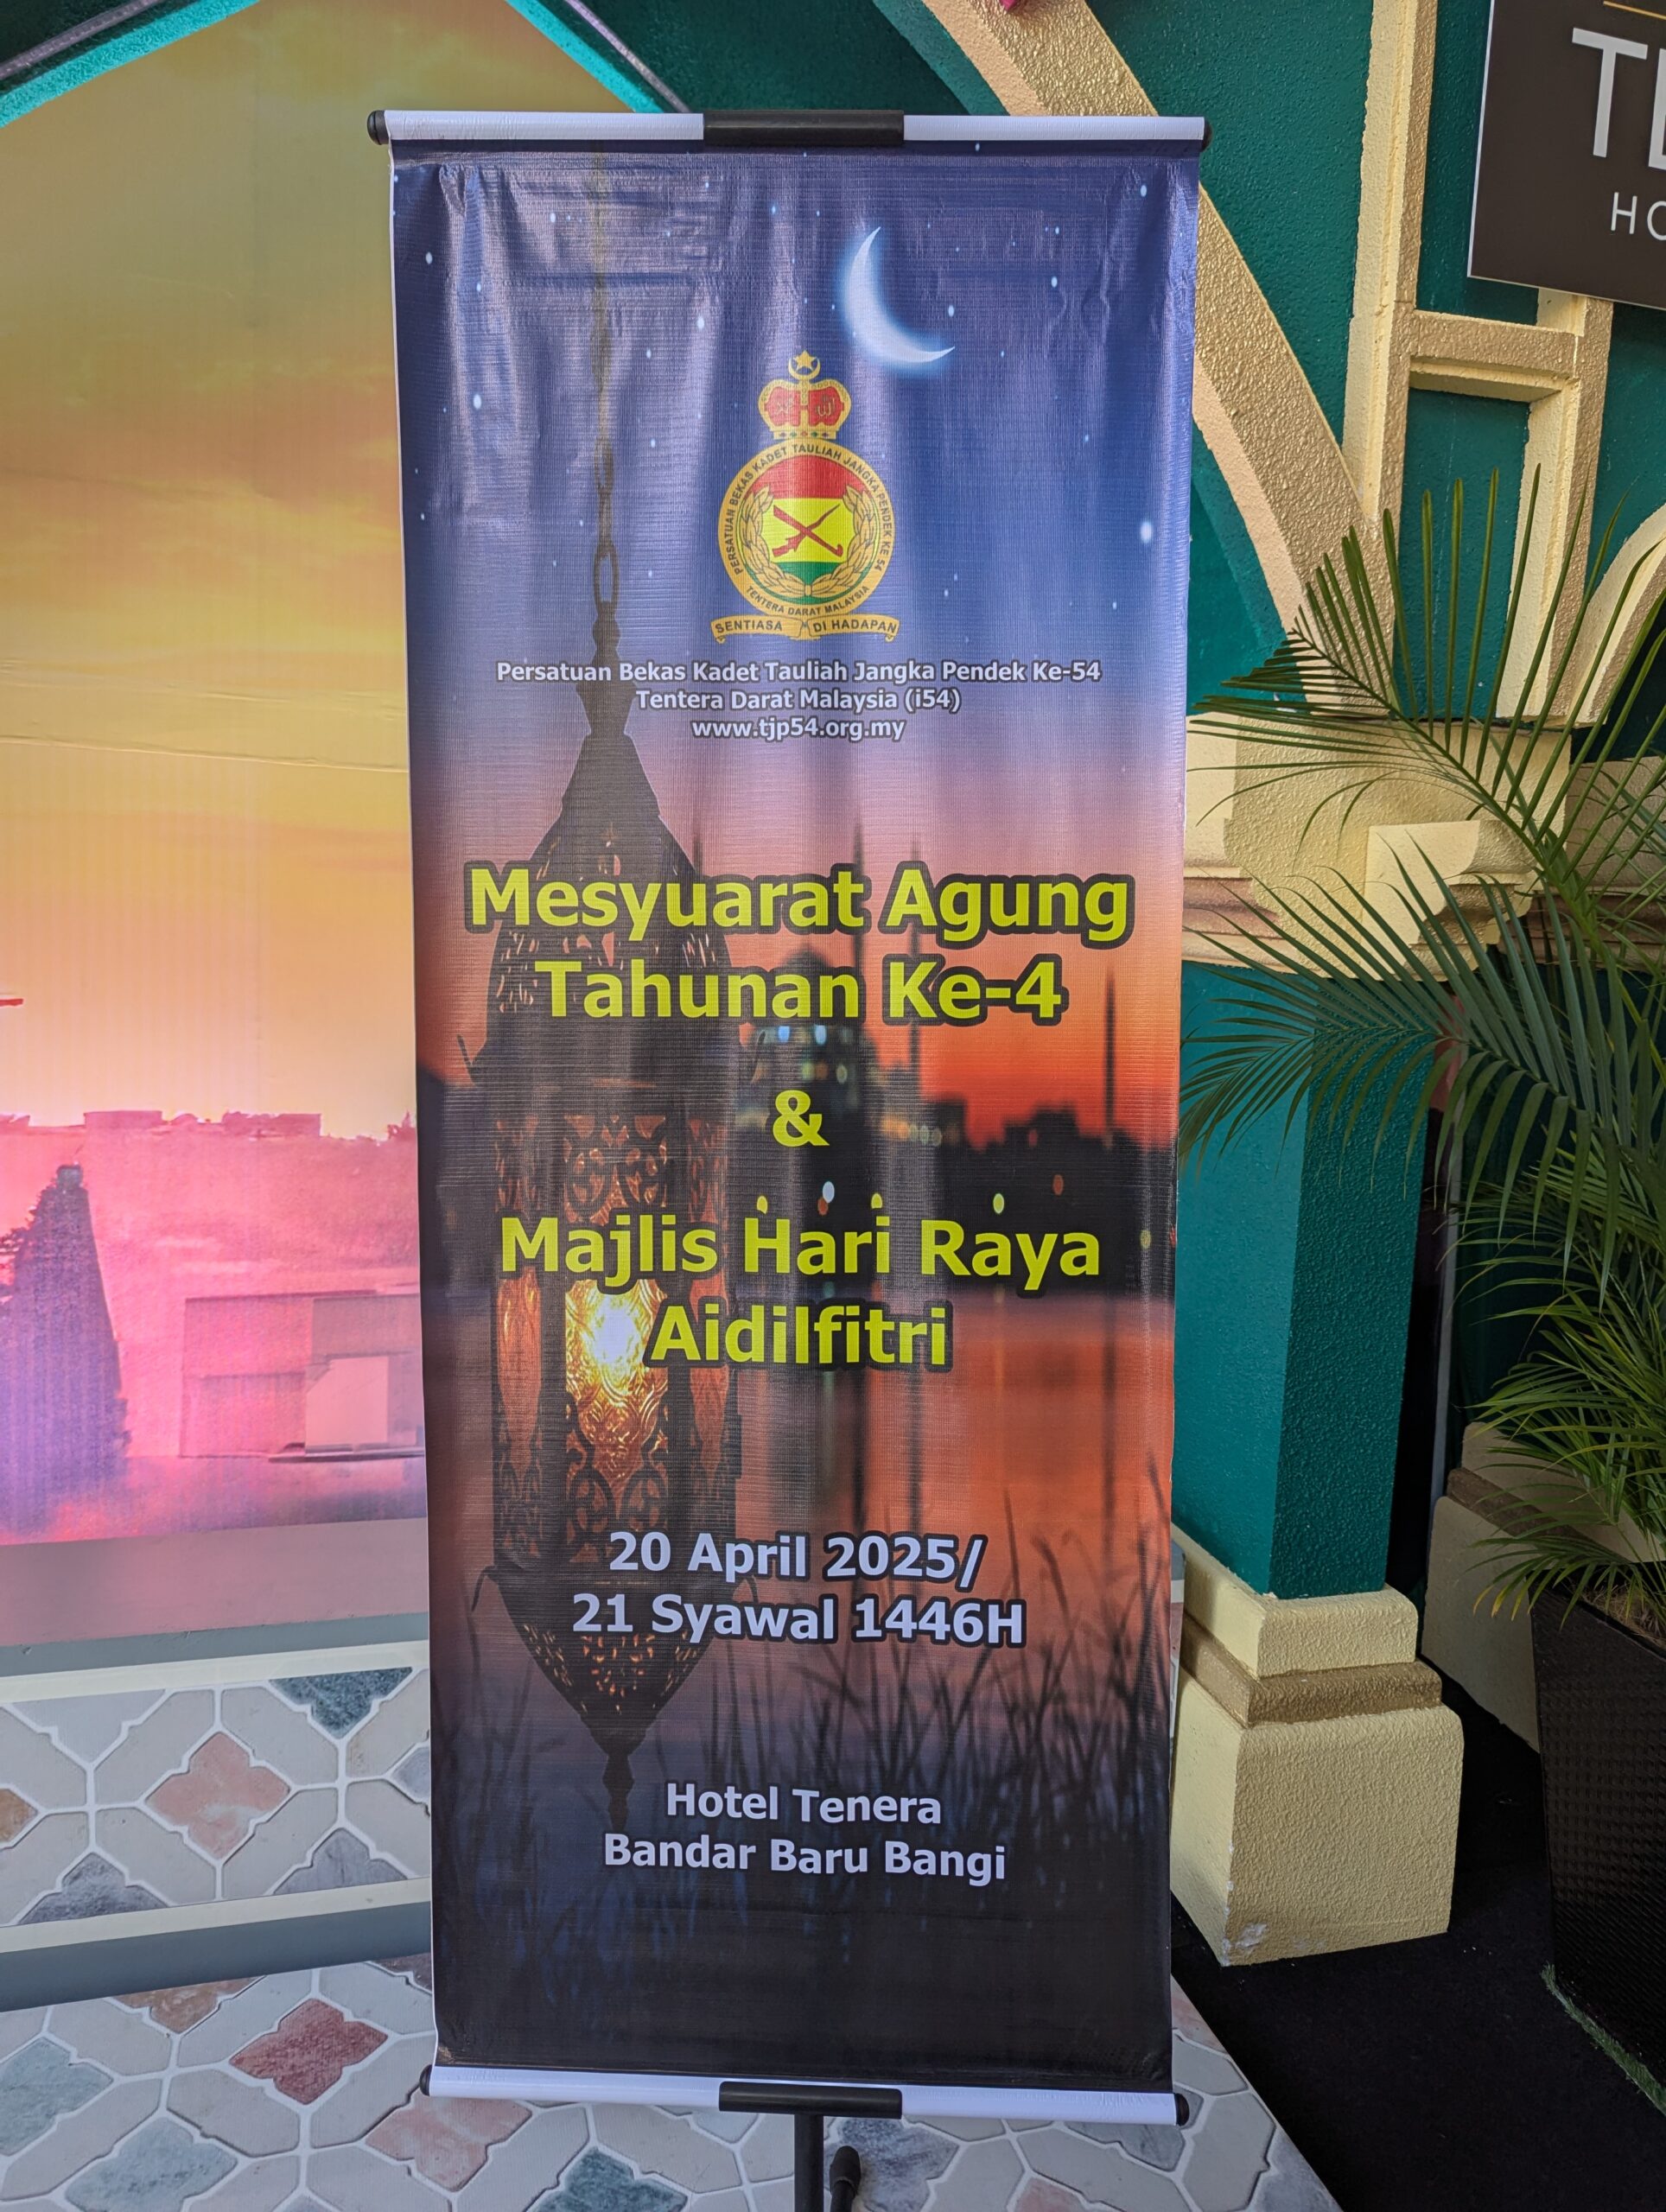 PERSATUAN BEKAS KADET TAULIAH JANGKA PENDEK KE 54
TENTERA DARAT MALAYSIA
SENTIASA DI HADAPAN
Persatuan Bekas Kadet Tauliah Jangka Pendek Ke-54
Tentera Darat Malaysia (i54)
www.tjp54.org.my
Mesyuarat Agung
Tahunan Ke-4
&
Majlis Hari Raya
Aidilfitri
20 April 2025/
21 Syawal 1446H
Hotel Tenera
Bandar Baru Bangi